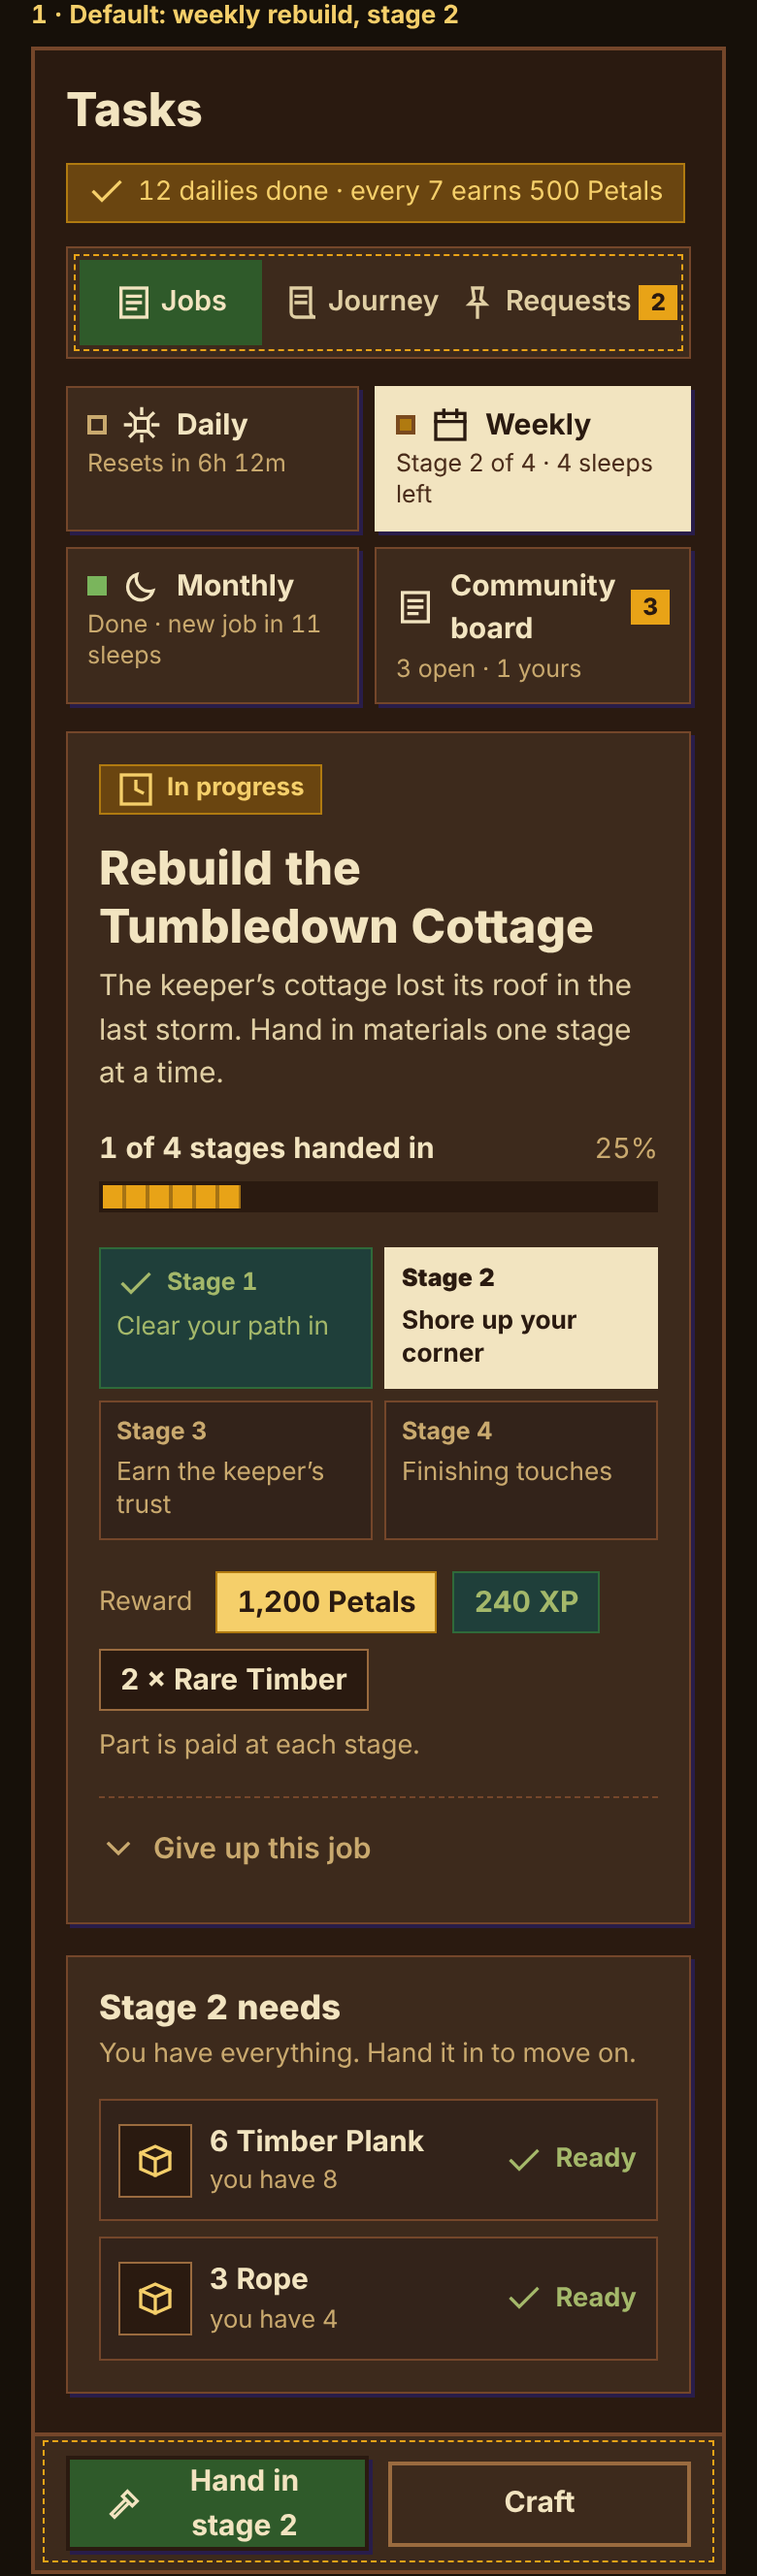 1 · Default: weekly rebuild, stage 2
Tasks
12 dailies done · every 7 earns 500 Petals
Jobs
Journey
Requests 2
Daily
Resets in 6h 12m
Weekly
Stage 2 of 4 · 4 sleeps
left
Monthly
Done · new job in 11
sleeps
Community
board
3
3 open · 1 yours
In progress
Rebuild the
Tumbledown Cottage
The keeper’s cottage lost its roof in the
last storm. Hand in materials one stage
at a time.
1 of 4 stages handed in
25%
Stage 1
Clear your path in
Stage 2
Shore up your
corner
Stage 3
Earn the keeper’s
trust
Stage 4
Finishing touches
Reward
1,200 Petals
240 XP
2 × Rare Timber
Part is paid at each stage.
Give up this job
Stage 2 needs
You have everything. Hand it in to move on.
6 Timber Plank
you have 8
Ready
3 Rope
you have 4
Ready
Hand in
stage 2
Craft